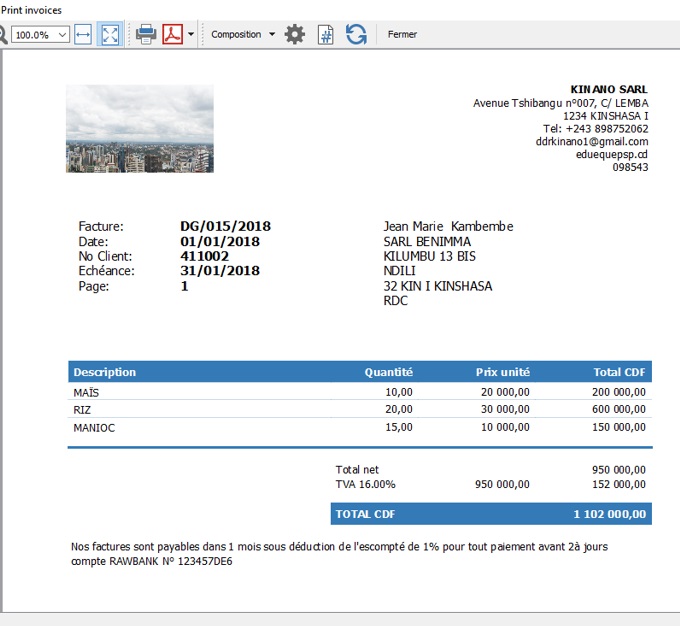 Print invoices
100.0% Composition Fermer
KINANO SARL
Avenue Tshibangu nº007, C/ LEMBA
1234 KINSHASA I
Tel: +243 898752062
ddrkinano1@gmail.com
eduequepsp.cd
098543
Facture: DG/015/2018
Date: 01/01/2018
No Client: 411002
Echéance: 31/01/2018
Page: 1
Jean Marie Kambembe
SARL BENIMMA
KILUMBU 13 BIS
NDILI
32 KIN I KINSHASA
RDC
Description Quantité Prix unité Total CDF
MAÏS 10,00 20 000,00 200 000,00
RIZ 20,00 30 000,00 600 000,00
MANIOC 15,00 10 000,00 150 000,00
Total net 950 000,00
TVA 16.00% 950 000,00 152 000,00
TOTAL CDF 1 102 000,00
Nos factures sont payables dans 1 mois sous déduction de l'escompté de 1% pour tout paiement avant 2à jours
compte RAWBANK Nº 123457DE6